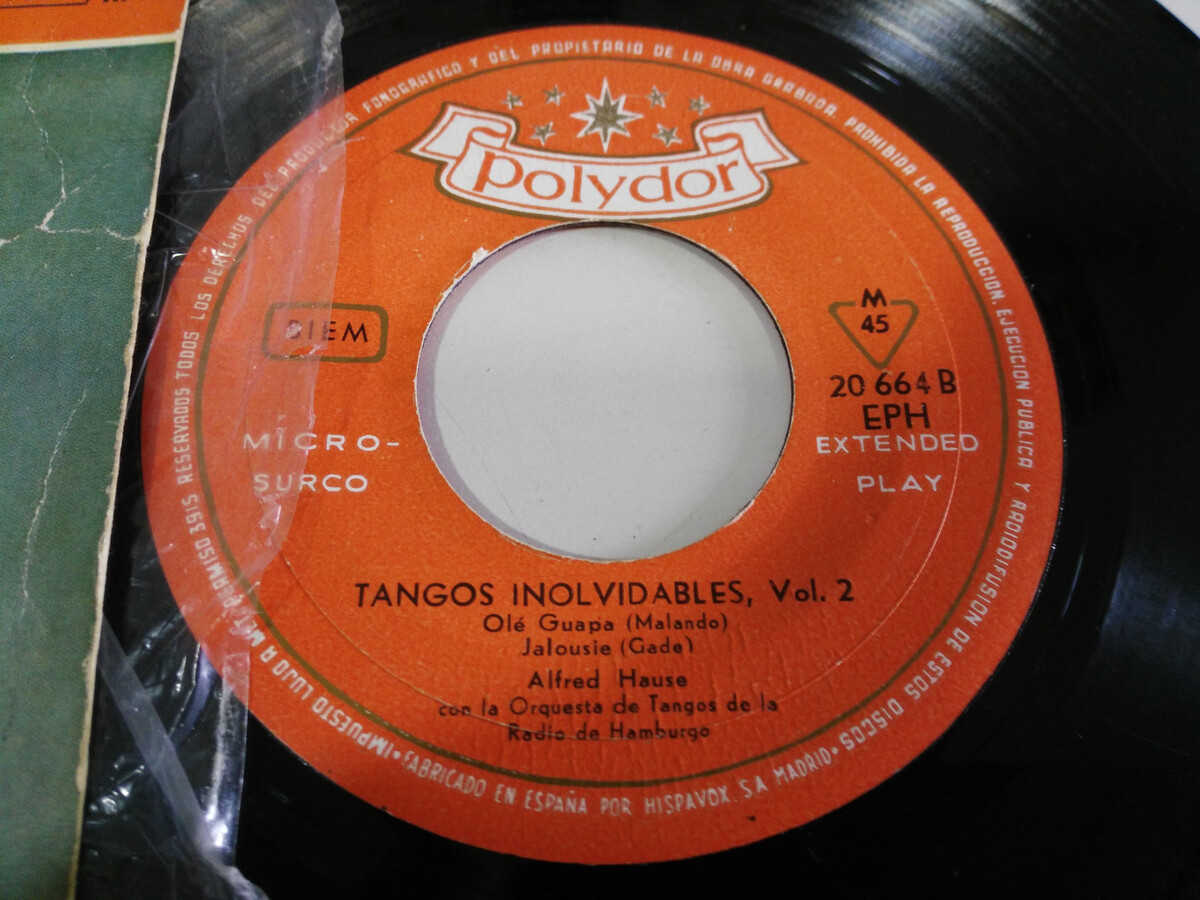 polydor
BIEM
M
45
20 664 B
EPH
MICRO-
SURCO
EXTENDED
PLAY
TANGOS INOLVIDABLES, Vol. 2
Olé Guapa (Malando)
Jalousie (Gade)
Alfred Hause
con la Orquesta de Tangos de la
Radio de Hamburgo
RESERVADOS TODOS LOS DERECHOS DEL PRODUCTOR FONOGRAFICO Y DEL PROPIETARIO DE LA OBRA GRABADA. PROHIBIDA LA REPRODUCCION, EJECUCION PUBLICA Y RADIODIFUSION DE ESTOS DISCOS
•FABRICADO EN ESPAÑA POR HISPAVOX. S.A MADRID•
IMPUESTO LUJO A MET. PERMISO 3915